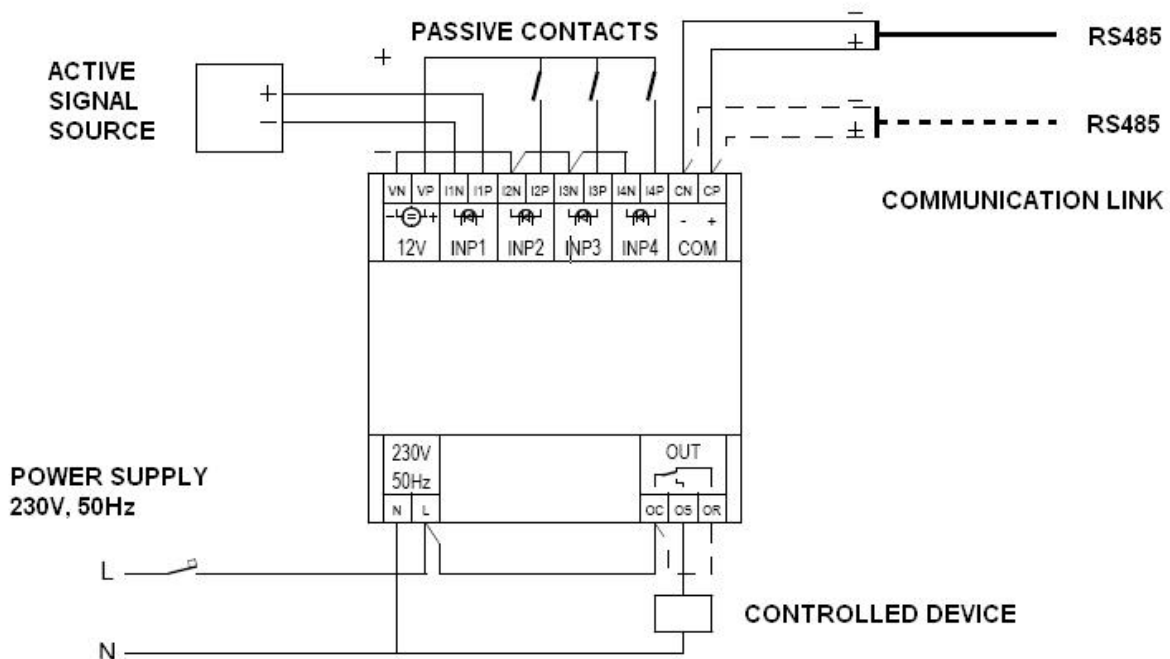 PASSIVE CONTACTS
ACTIVE
SIGNAL
SOURCE
+
−
+
−
−
+
RS485
−
+
RS485
COMMUNICATION LINK
VN VP I1N I1P I2N I2P I3N I3P I4N I4P CN CP
- + - +
12V INP1 INP2 INP3 INP4 COM
230V
50Hz
OUT
N L OC OS OR
POWER SUPPLY
230V, 50Hz
L
N
CONTROLLED DEVICE